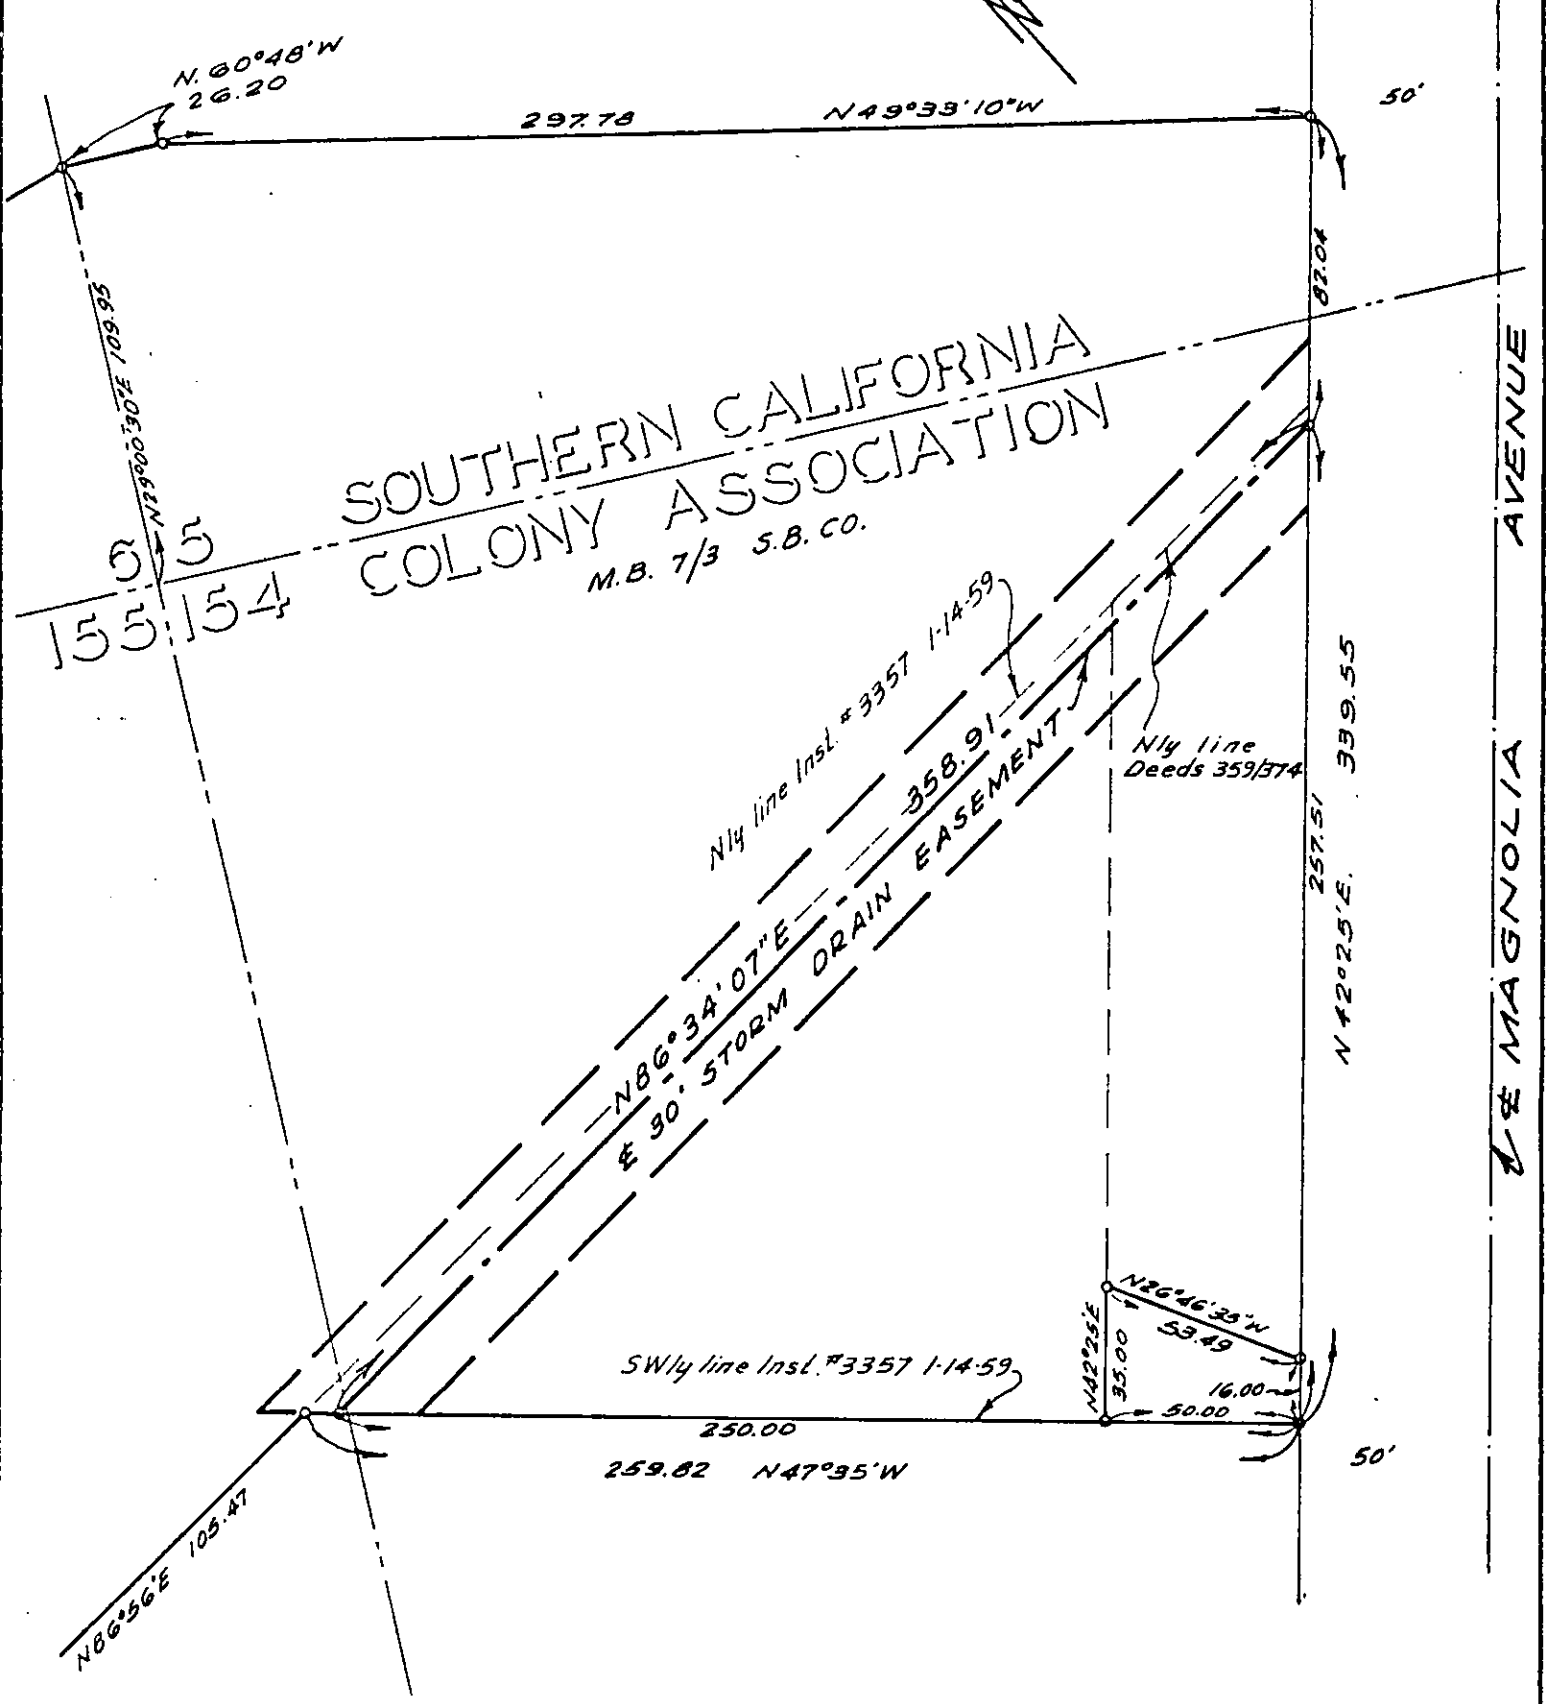 N. 60°48'W
26.20
297.78
N49°33'10"W
50'
82.04
N29°00'30"E 109.95
SOUTHERN CALIFORNIA
COLONY ASSOCIATION
M.B. 7/3 S.B. CO.
6 5
155 154
AVENUE
Nly line Inst. #3357 1-14-59
358.91
N86°34'07"E
℄ 30' STORM DRAIN EASEMENT
Nly line
Deeds 359/374
257.51
N42°25'E. 339.55
℄ MAGNOLIA
N26°46'35"W
53.49
N42°25'E
35.00
16.00
50.00
SWly line Inst. #3357 1-14-59
250.00
259.82 N47°35'W
50'
N86°56'E 105.47